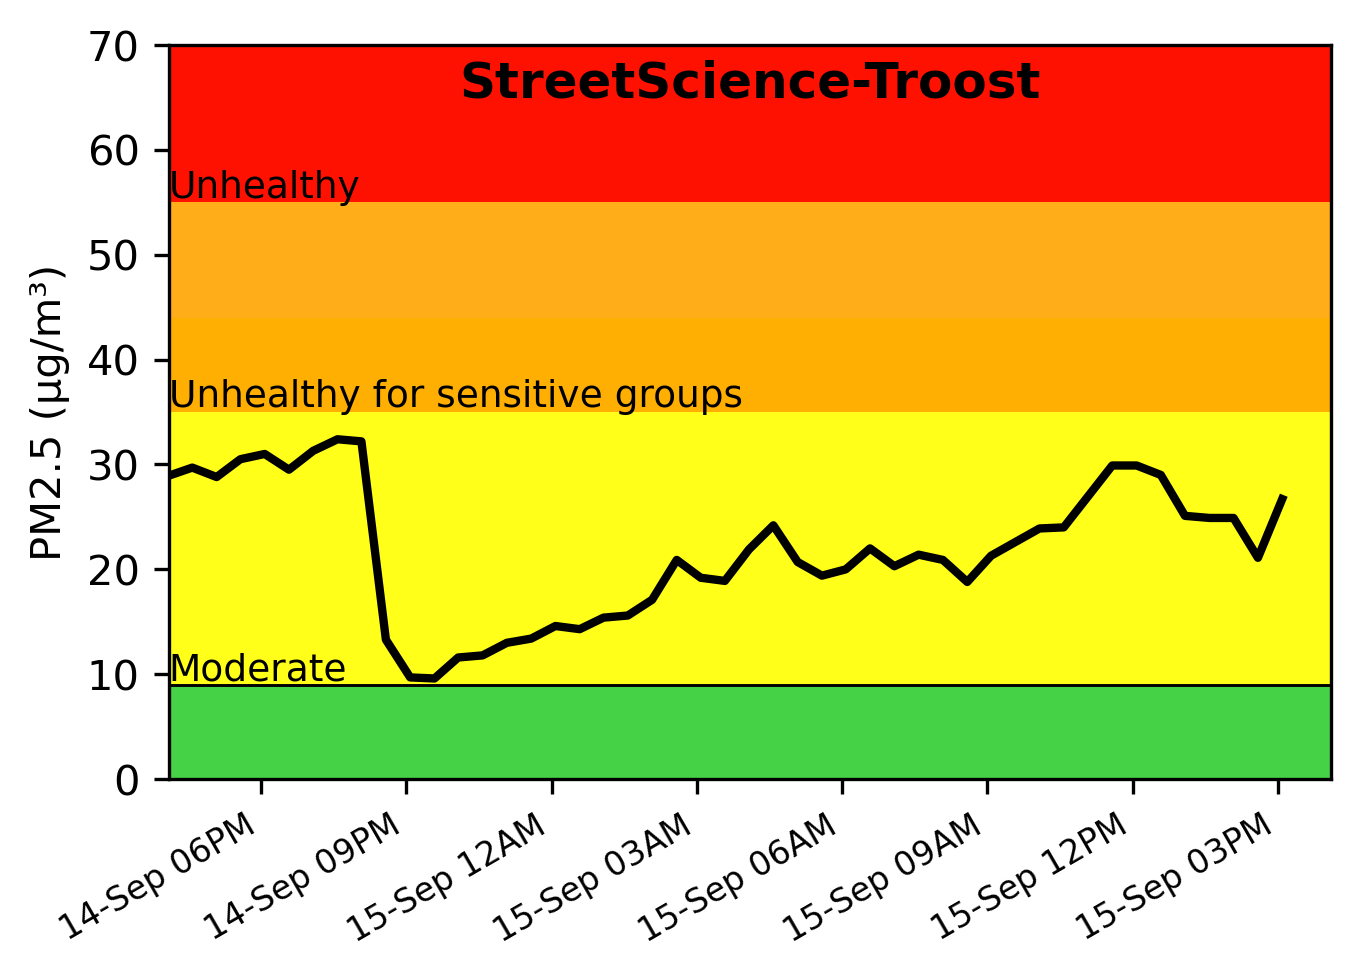 StreetScience-Troost
70
60
Unhealthy
50
40
Unhealthy for sensitive groups
30
20
Moderate
10
0
PM2.5 (μg/m³)
14-Sep 06PM
14-Sep 09PM
15-Sep 12AM
15-Sep 03AM
15-Sep 06AM
15-Sep 09AM
15-Sep 12PM
15-Sep 03PM